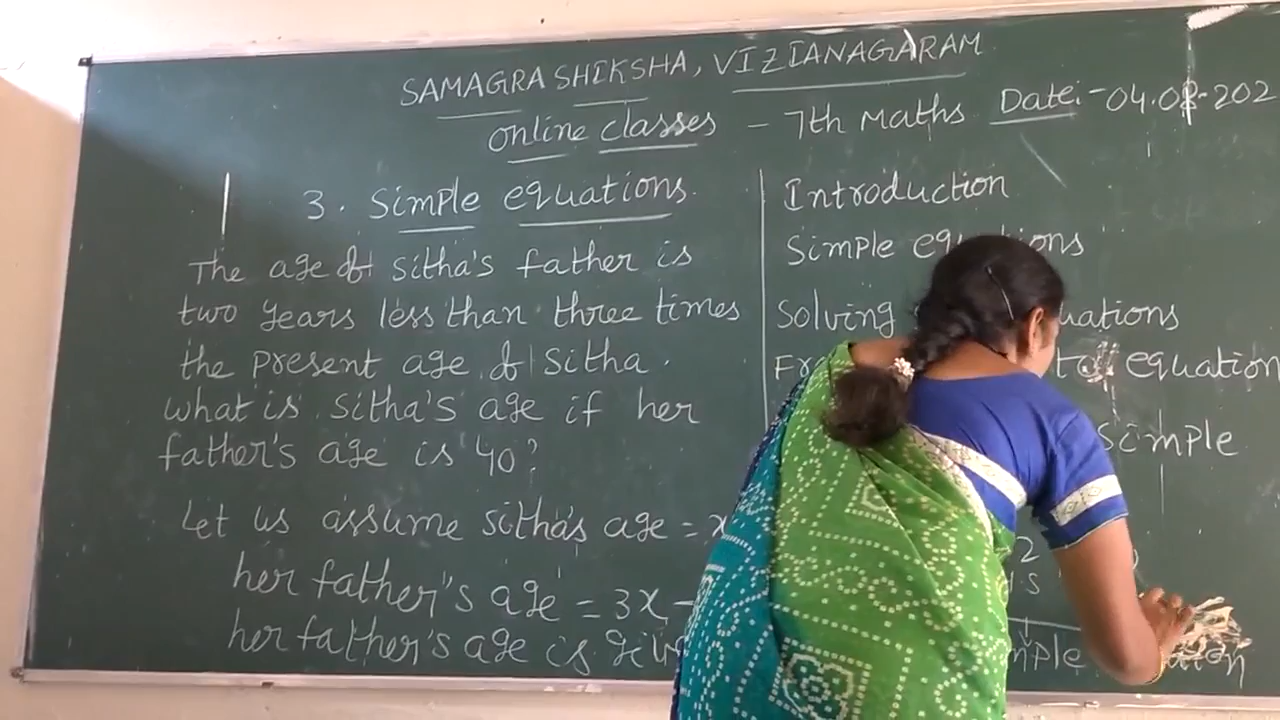 SAMAGRA SHIKSHA, VIZIANAGARAM
online classes - 7th Maths Date:-04.08.202
3. Simple equations.
The age of Sitha's father is
two years less than three times
the present age of Sitha.
what is Sitha's age if her
father's age is 40?
Let us assume sitha's age = x
her father's age = 3x -
her father's age is
Introduction
Simple
Solving
equation
Simple
2